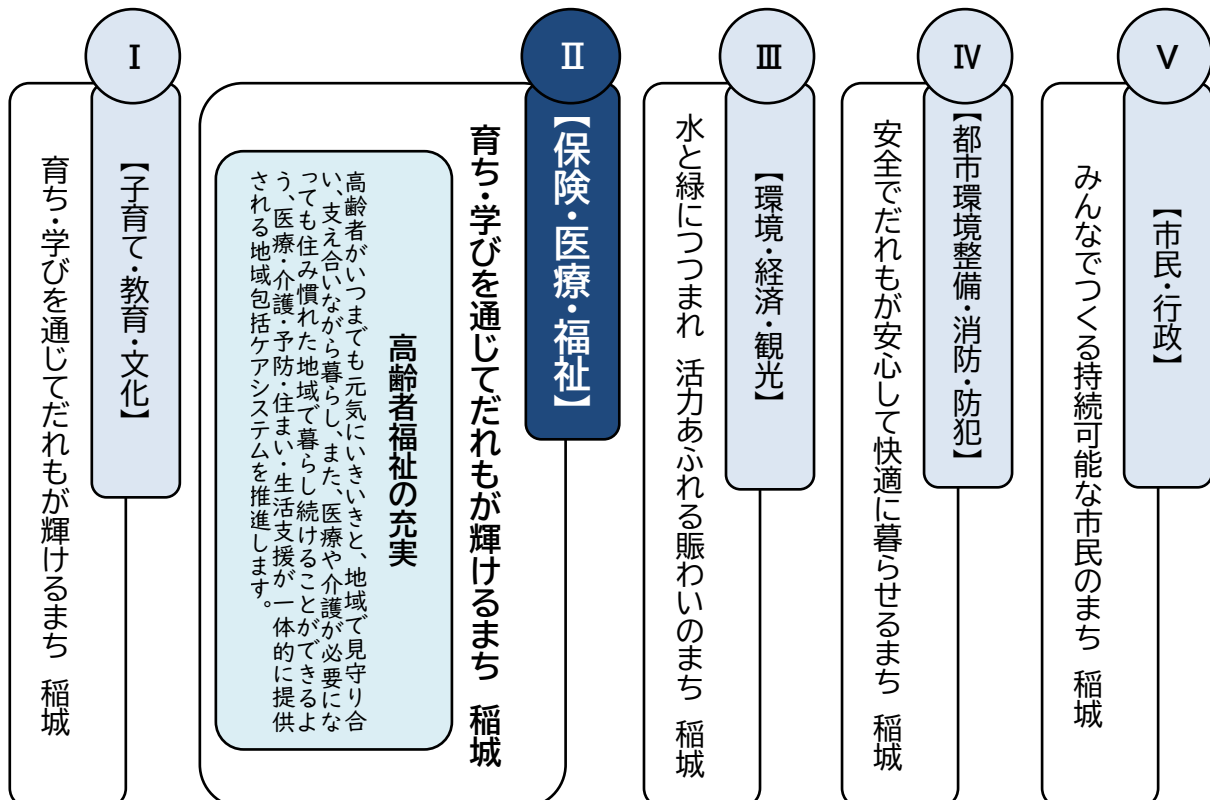 Ⅰ
【子育て・教育・文化】
育ち・学びを通じてだれもが輝けるまち 稲城
Ⅱ
【保険・医療・福祉】
育ち・学びを通じてだれもが輝けるまち 稲城
高齢者福祉の充実
高齢者がいつまでも元気にいきいきと、地域で見守り合
い、支え合いながら暮らし、また、医療や介護が必要にな
っても住み慣れた地域で暮らし続けることができるよ
う、医療・介護・予防・住まい・生活支援が一体的に提供
される地域包括ケアシステムを推進します。
Ⅲ
【環境・経済・観光】
水と緑につつまれ 活力あふれる賑わいのまち 稲城
Ⅳ
【都市環境整備・消防・防犯】
安全でだれもが安心して快適に暮らせるまち 稲城
Ⅴ
【市民・行政】
みんなでつくる持続可能な市民のまち 稲城